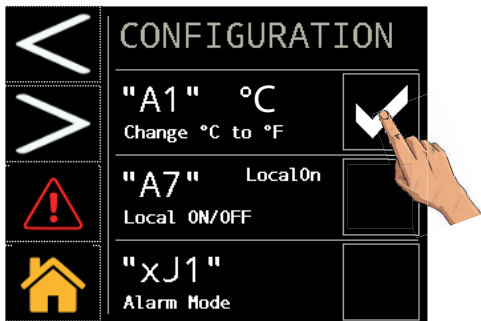 CONFIGURATION
"A1" °C
Change °C to °F
"A7" LocalOn
Local ON/OFF
"xJ1"
Alarm Mode